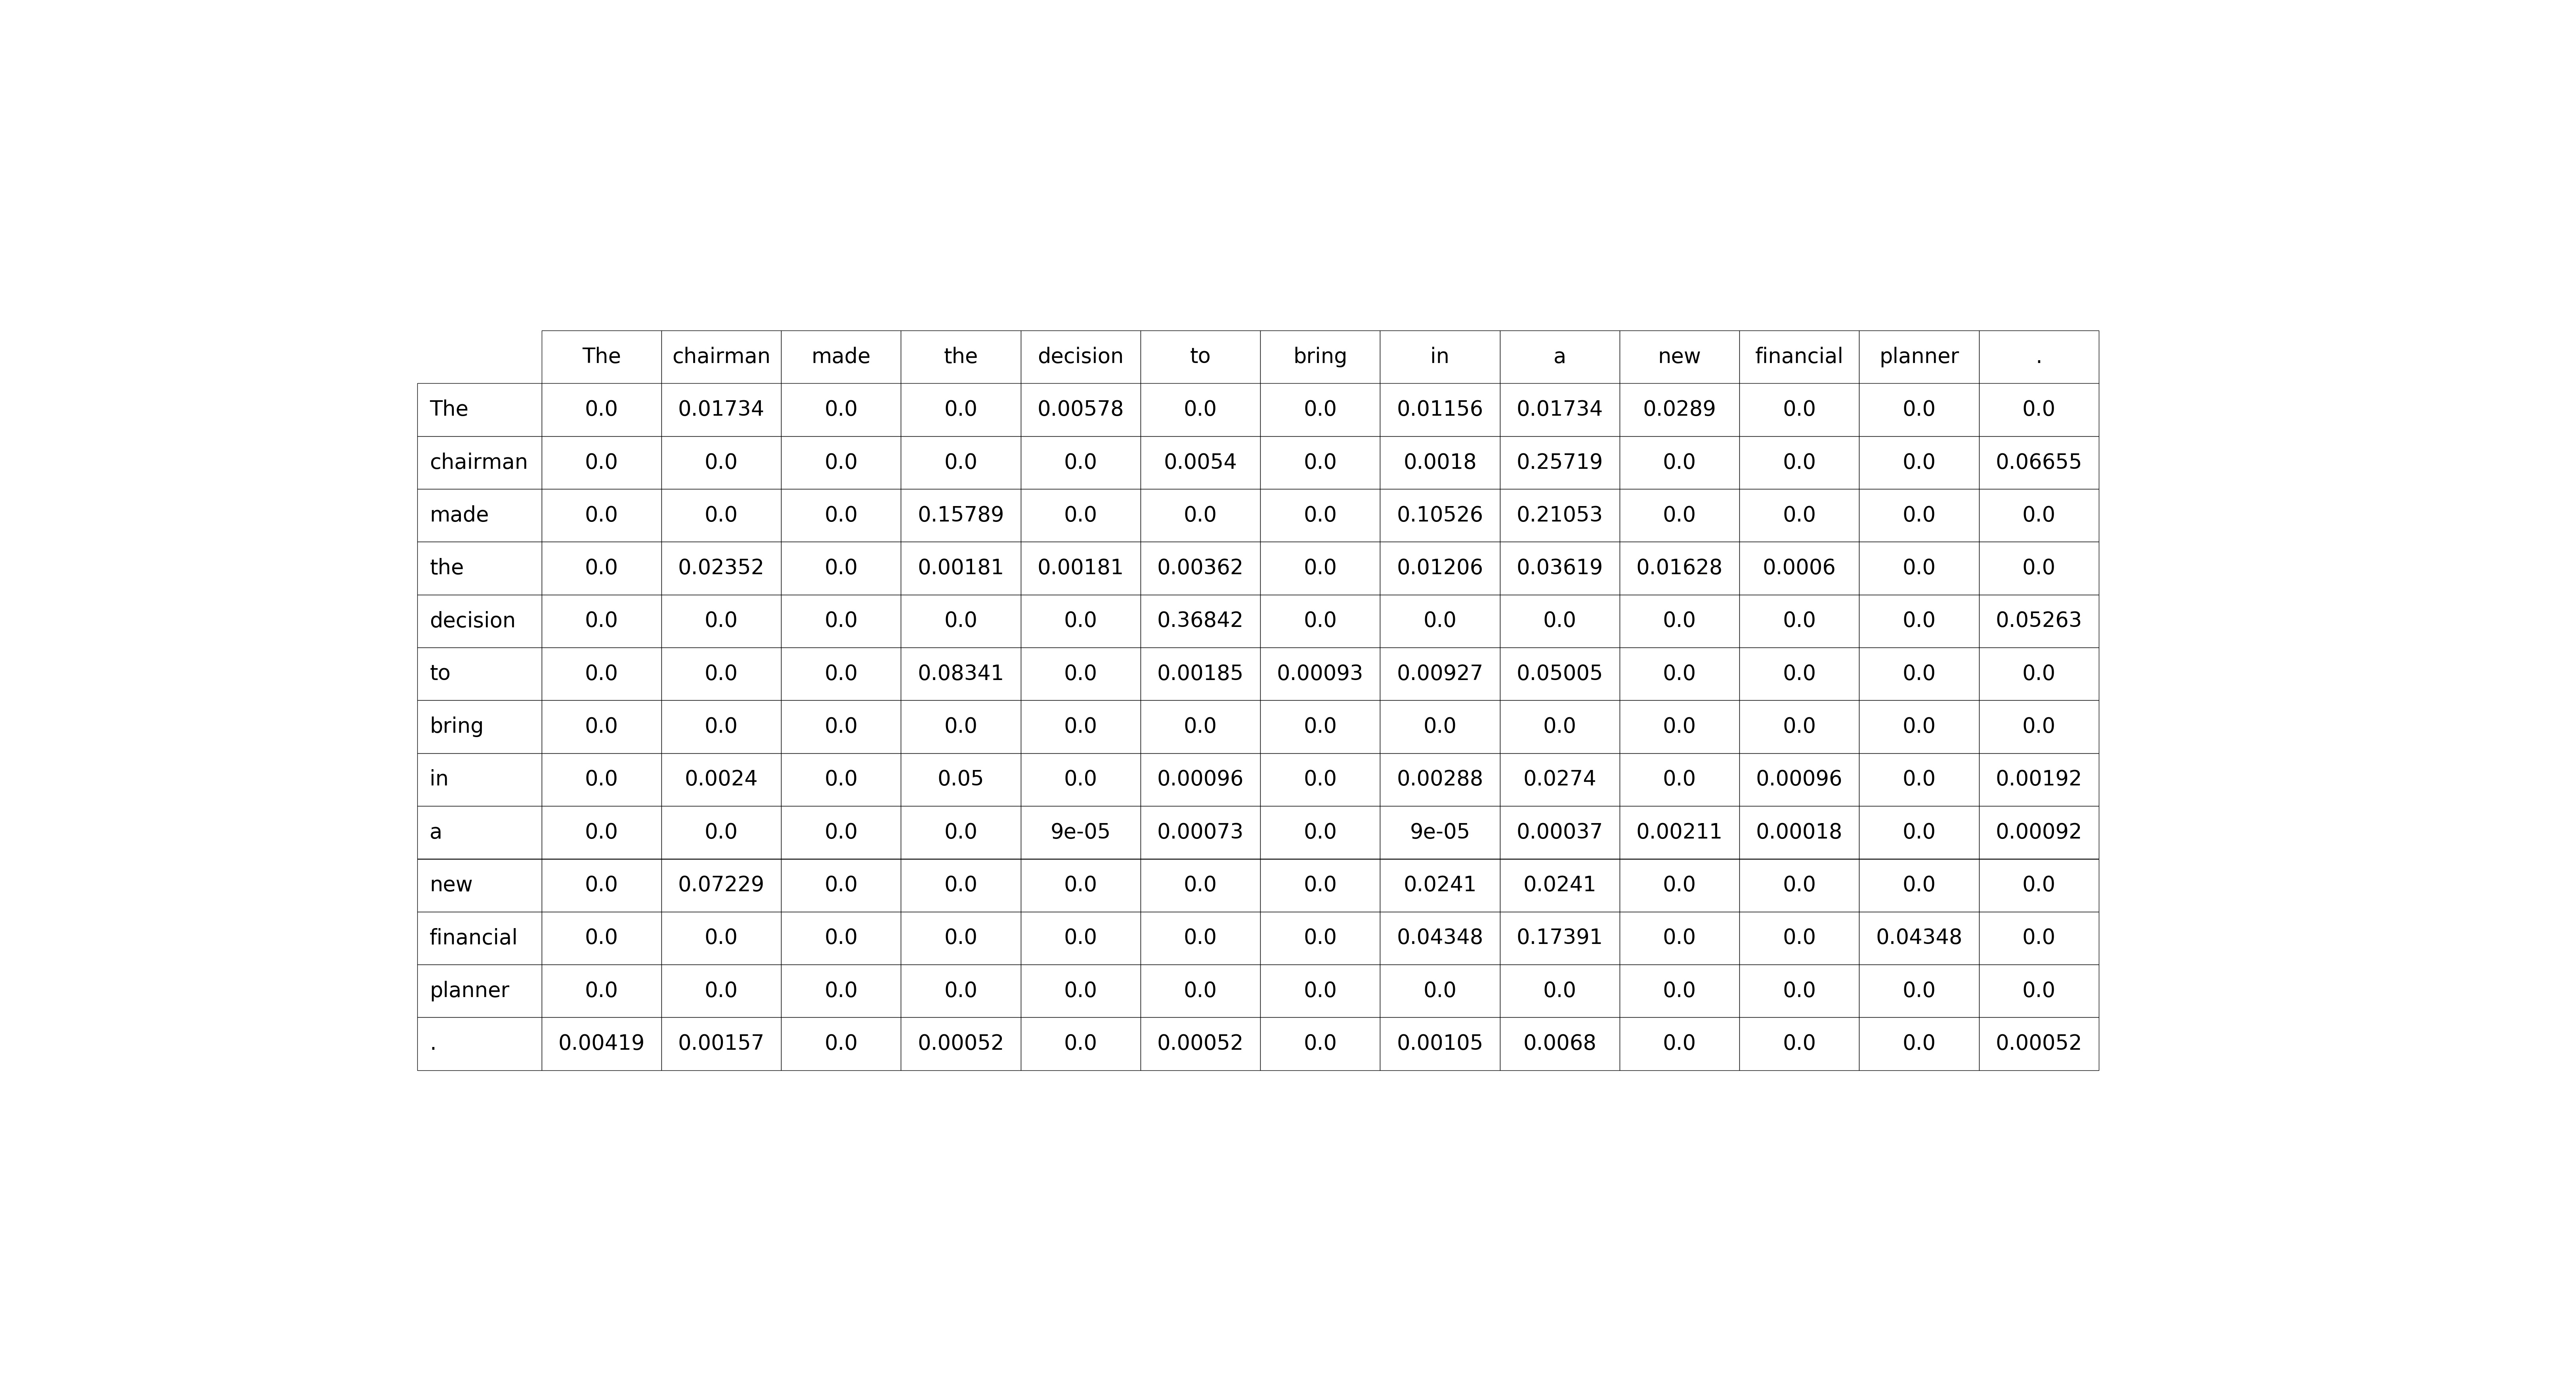 The chairman made the decision to bring in a new financial planner .
The 0.0 0.01734 0.0 0.0 0.00578 0.0 0.0 0.01156 0.01734 0.0289 0.0 0.0 0.0
chairman 0.0 0.0 0.0 0.0 0.0 0.0054 0.0 0.0018 0.25719 0.0 0.0 0.0 0.06655
made 0.0 0.0 0.0 0.15789 0.0 0.0 0.0 0.10526 0.21053 0.0 0.0 0.0 0.0
the 0.0 0.02352 0.0 0.00181 0.00181 0.00362 0.0 0.01206 0.03619 0.01628 0.0006 0.0 0.0
decision 0.0 0.0 0.0 0.0 0.0 0.36842 0.0 0.0 0.0 0.0 0.0 0.0 0.05263
to 0.0 0.0 0.0 0.08341 0.0 0.00185 0.00093 0.00927 0.05005 0.0 0.0 0.0 0.0
bring 0.0 0.0 0.0 0.0 0.0 0.0 0.0 0.0 0.0 0.0 0.0 0.0 0.0
in 0.0 0.0024 0.0 0.05 0.0 0.00096 0.0 0.00288 0.0274 0.0 0.00096 0.0 0.00192
a 0.0 0.0 0.0 0.0 9e-05 0.00073 0.0 9e-05 0.00037 0.00211 0.00018 0.0 0.00092
new 0.0 0.07229 0.0 0.0 0.0 0.0 0.0 0.0241 0.0241 0.0 0.0 0.0 0.0
financial 0.0 0.0 0.0 0.0 0.0 0.0 0.0 0.04348 0.17391 0.0 0.0 0.04348 0.0
planner 0.0 0.0 0.0 0.0 0.0 0.0 0.0 0.0 0.0 0.0 0.0 0.0 0.0
. 0.00419 0.00157 0.0 0.00052 0.0 0.00052 0.0 0.00105 0.0068 0.0 0.0 0.0 0.00052